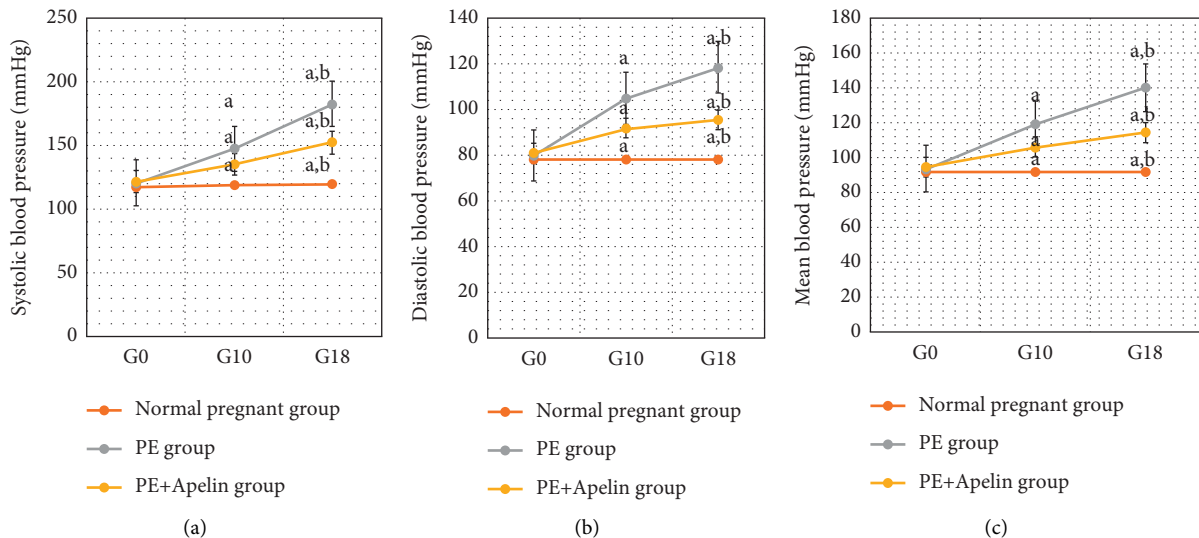 Systolic blood pressure (mmHg)
250
200
150
100
50
0
a
a
a
a,b
a,b
a,b
G0 G10 G18
Normal pregnant group
PE group
PE+Apelin group
(a)
Diastolic blood pressure (mmHg)
140
120
100
80
60
40
20
0
a
a
a
a,b
a,b
a,b
G0 G10 G18
Normal pregnant group
PE group
PE+Apelin group
(b)
Mean blood pressure (mmHg)
180
160
140
120
100
80
60
40
20
0
a
a
a
a,b
a,b
a,b
G0 G10 G18
Normal pregnant group
PE group
PE+Apelin group
(c)